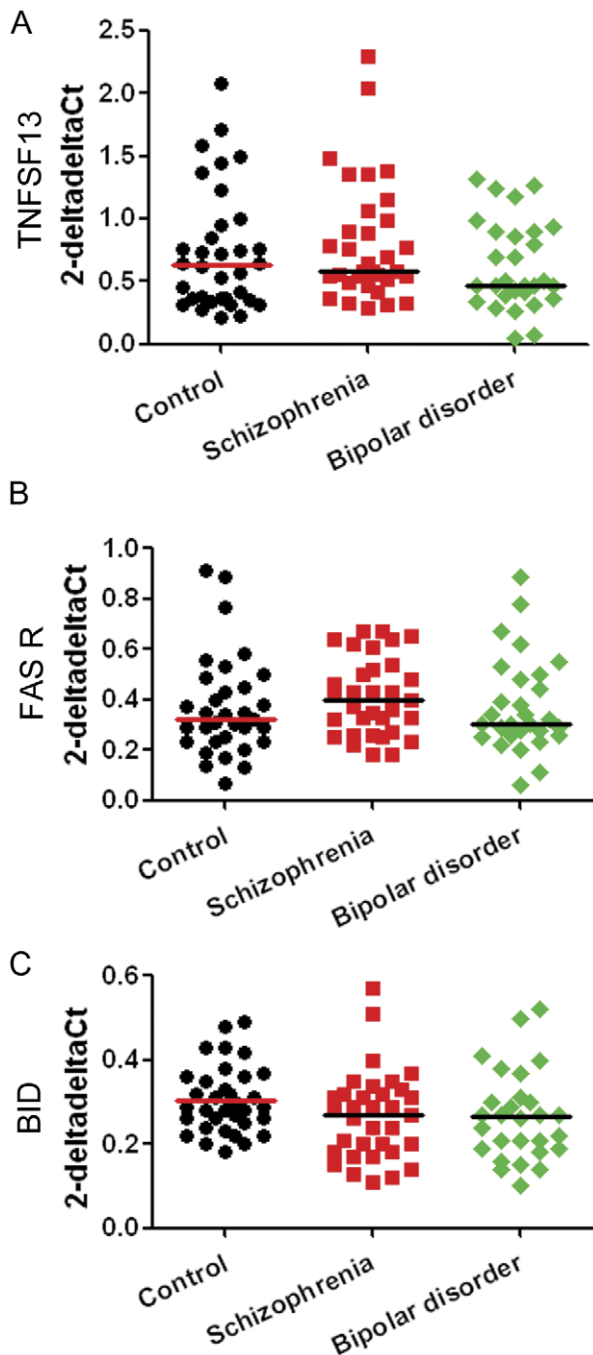 A
TNFSF13
2-deltadeltaCt
2.5
2.0
1.5
1.0
0.5
0.0
Control
Schizophrenia
Bipolar disorder
B
FAS R
2-deltadeltaCt
1.0
0.8
0.6
0.4
0.2
0.0
Control
Schizophrenia
Bipolar disorder
C
BID
2-deltadeltaCt
0.6
0.4
0.2
0.0
Control
Schizophrenia
Bipolar disorder